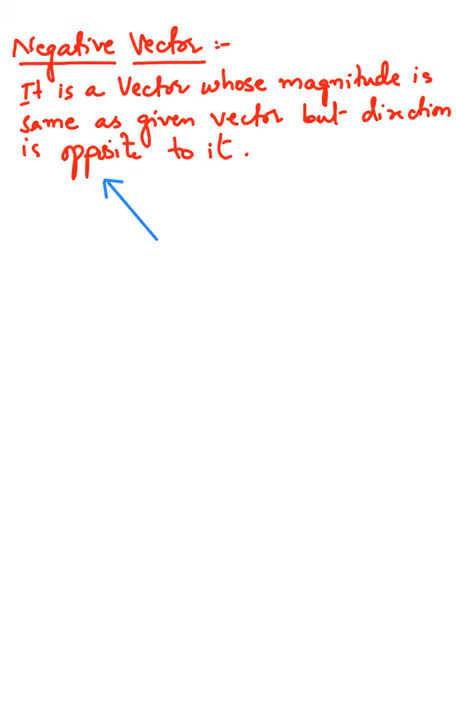 Negative Vector :-
It is a Vector whose magnitude is
same as given vector but direction
is opposite to it.